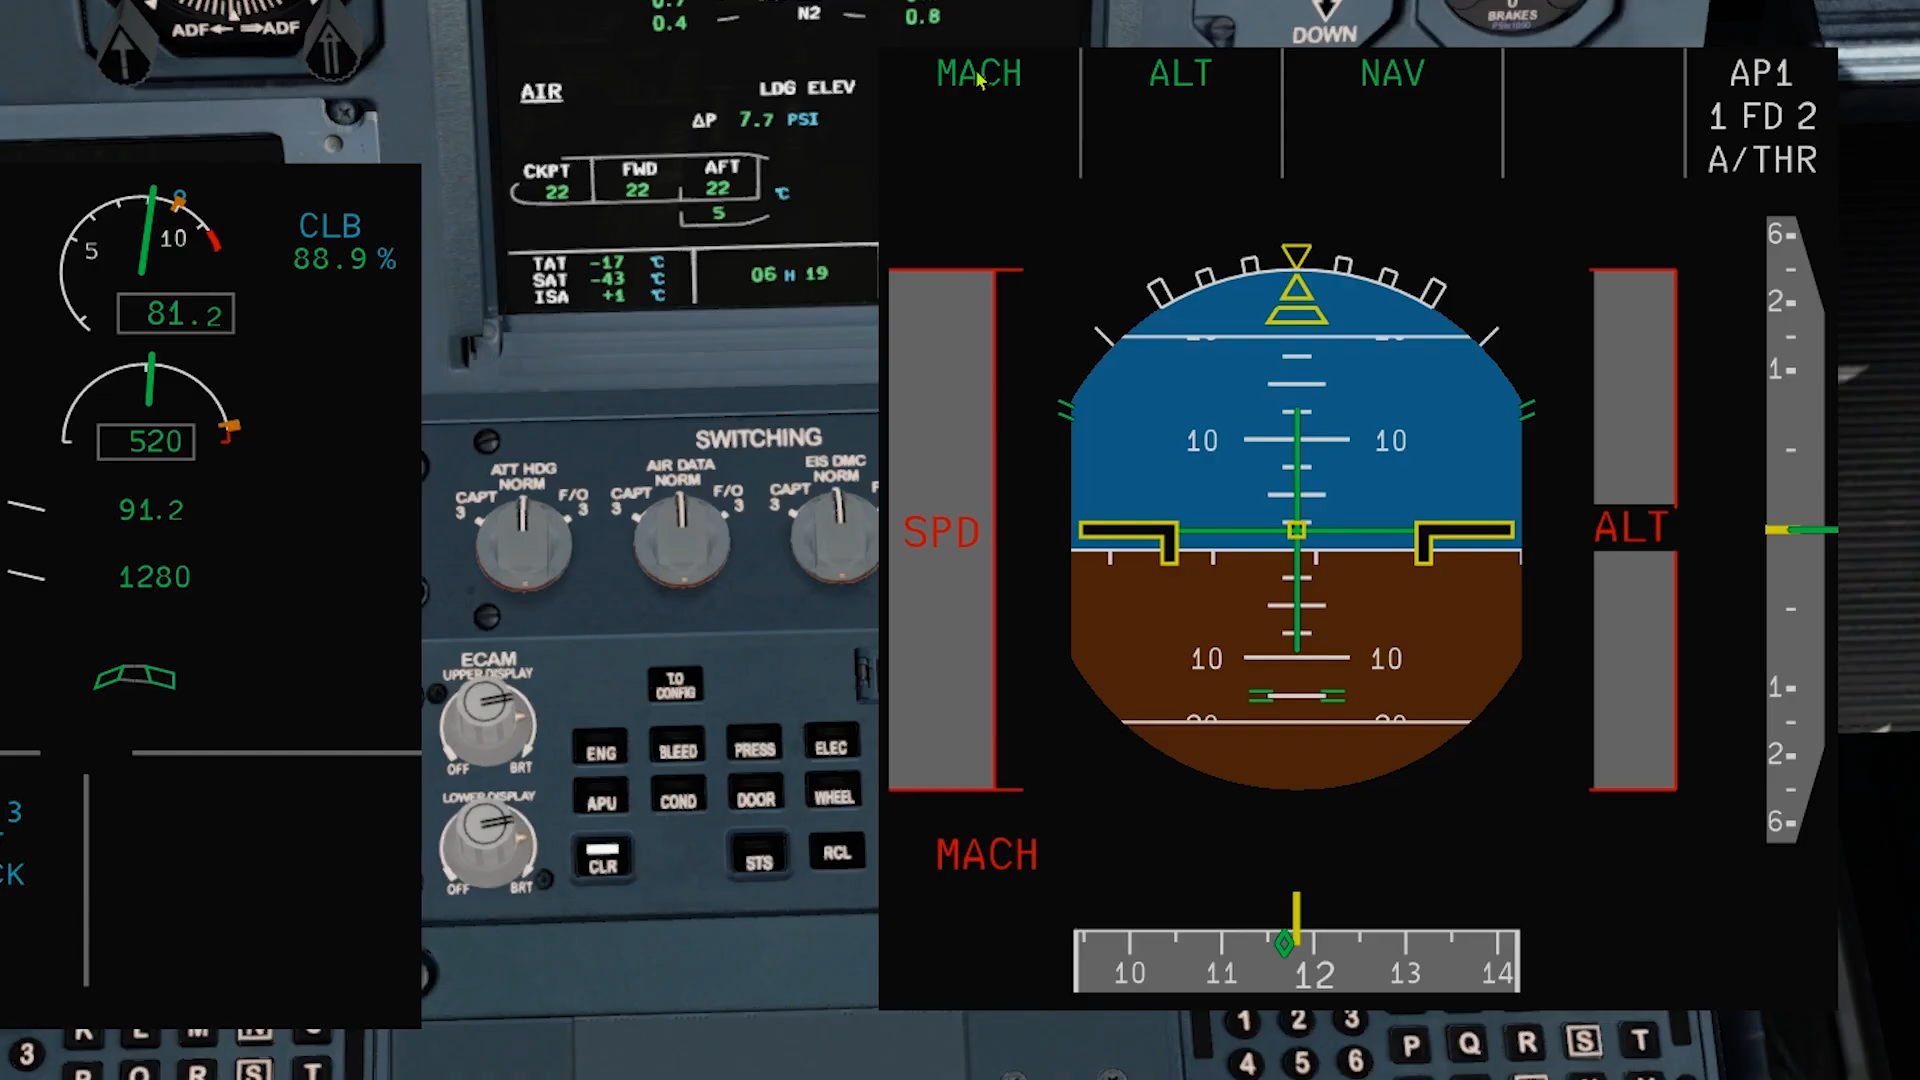 ADF ADF
0.4 N2 0.8
DOWN
BRAKES
AIR
LDG ELEV
ΔP 7.7 PSI
CKPT FWD AFT
22 22 22 °C
5
TAT -17 °C
SAT -43 °C
ISA +1 °C
06 H 19
MACH ALT NAV
AP1
1 FD 2
A/THR
5 10
81.2
CLB
88.9 %
520
91.2
1280
3
CK
SWITCHING
ATT HDG
NORM
CAPT
3
F/O
3
AIR DATA
NORM
CAPT
3
F/O
3
EIS DMC
NORM
CAPT
3
ECAM
UPPER DISPLAY
OFF BRT
LOWER DISPLAY
OFF BRT
T.O
CONFIG
ENG BLEED PRESS ELEC
APU COND DOOR WHEEL
CLR STS RCL
SPD
ALT
MACH
10 10
10 10
20 20
6
2
1
1
2
6
10 11 12 13 14
3
S T
1 2 3
4 5 6
P Q R S T